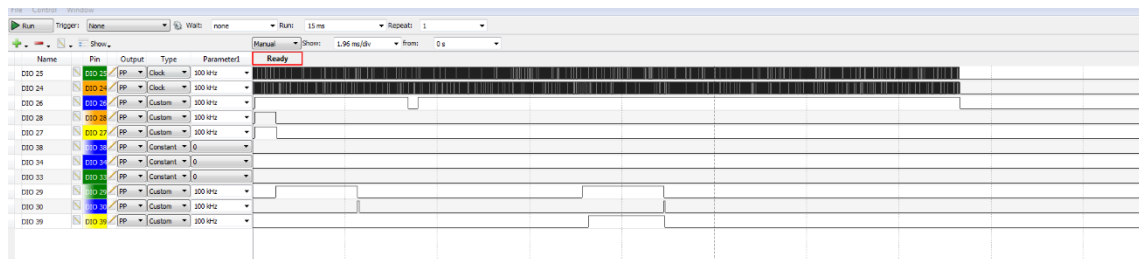 File Control Window
Run Trigger: None Wait: none Run: 15 ms Repeat: 1
Show Manual Show: 1.96 ms/div from: 0 s
Name Pin Output Type Parameter1 Ready
DIO 25 DIO 25 PP Clock 100 kHz
DIO 24 DIO 24 PP Clock 100 kHz
DIO 26 DIO 26 PP Custom 100 kHz
DIO 28 DIO 28 PP Custom 100 kHz
DIO 27 DIO 27 PP Custom 100 kHz
DIO 38 DIO 38 PP Constant 0
DIO 34 DIO 34 PP Constant 0
DIO 33 DIO 33 PP Constant 0
DIO 29 DIO 29 PP Custom 100 kHz
DIO 30 DIO 30 PP Custom 100 kHz
DIO 39 DIO 39 PP Custom 100 kHz